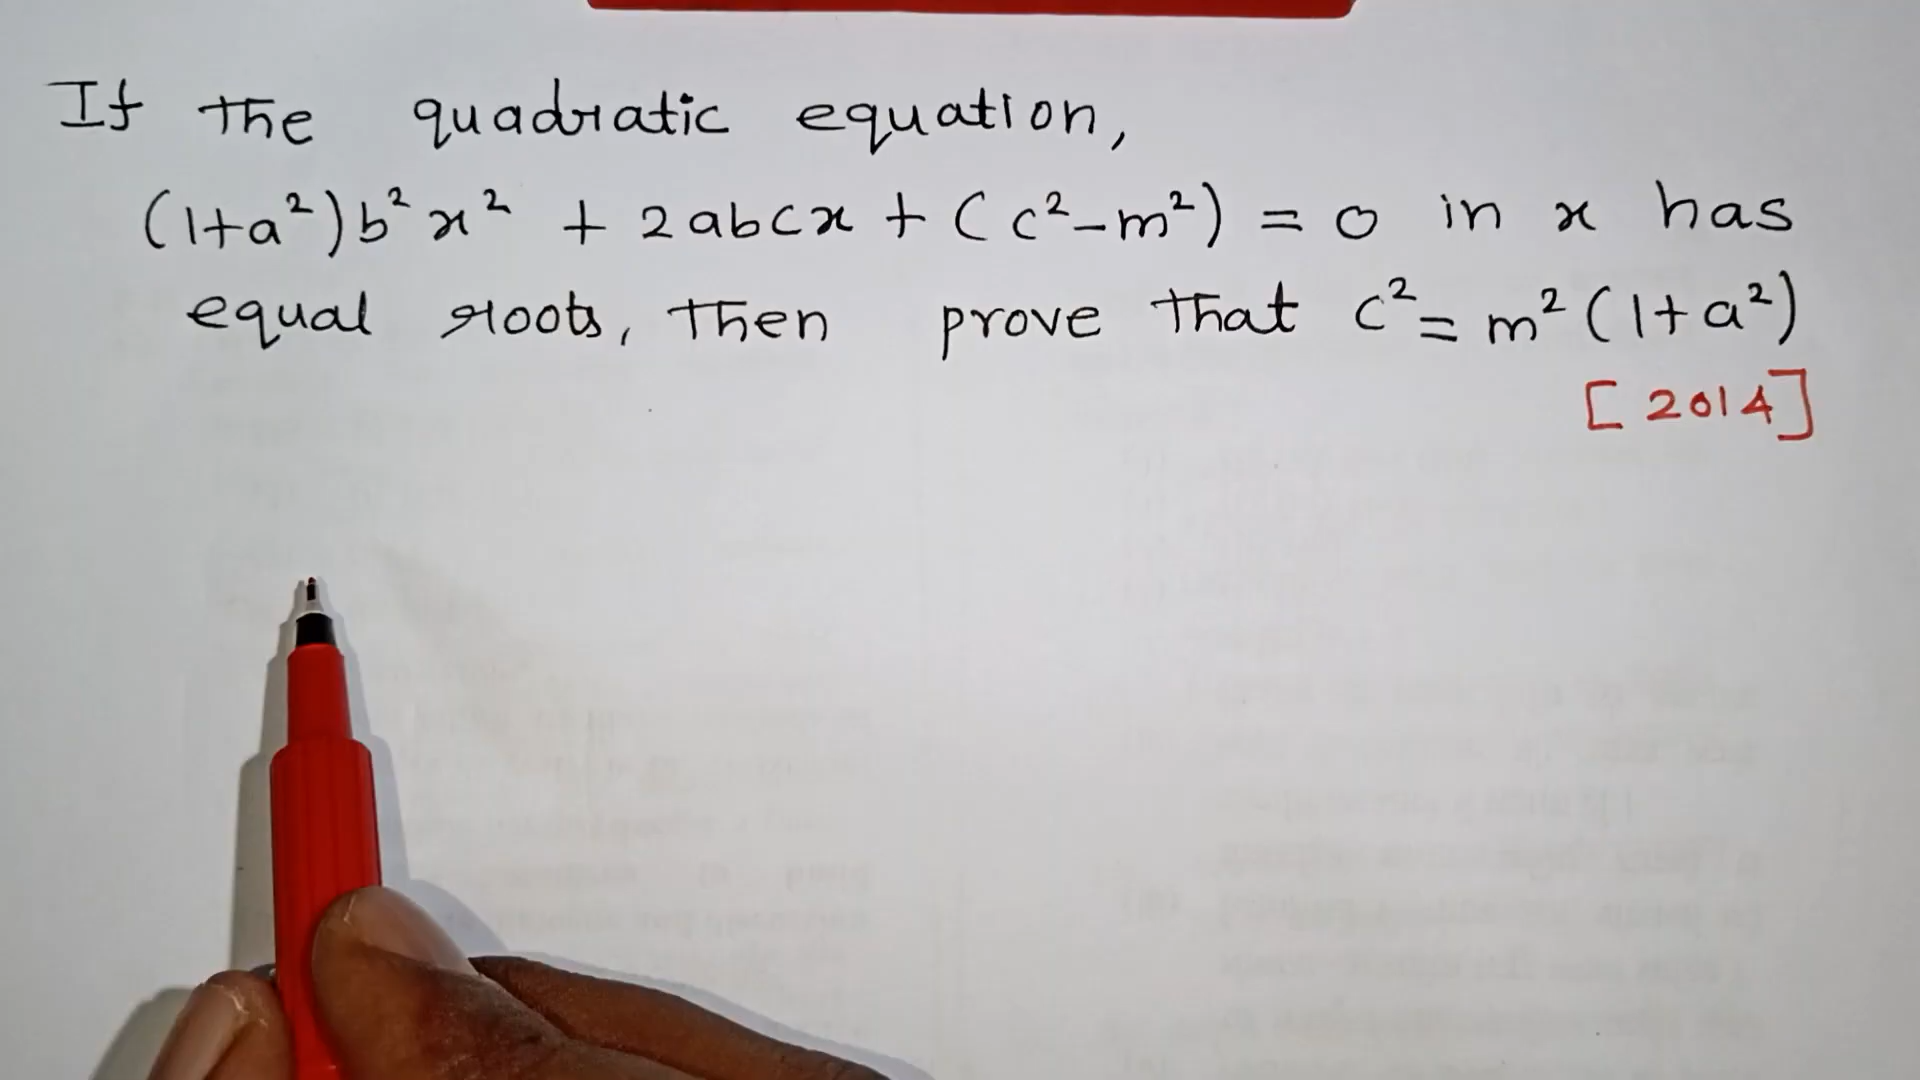 If the quadratic equation,
(1+a²)b²x² + 2abcx + (c²-m²) = 0 in x has
equal roots, then prove that c² = m²(1+a²)
[2014]